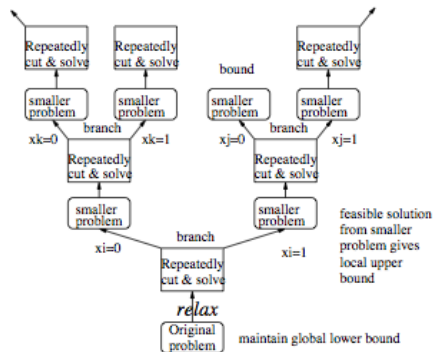 Repeatedly
cut & solve
Repeatedly
cut & solve
Repeatedly
cut & solve
bound
smaller
problem
smaller
problem
smaller
problem
smaller
problem
xk=0
branch
xk=1
xj=0
branch
xj=1
Repeatedly
cut & solve
Repeatedly
cut & solve
smaller
problem
smaller
problem
feasible solution
from smaller
problem gives
local upper
bound
xi=0
branch
xi=1
Repeatedly
cut & solve
relax
Original
problem
maintain global lower bound